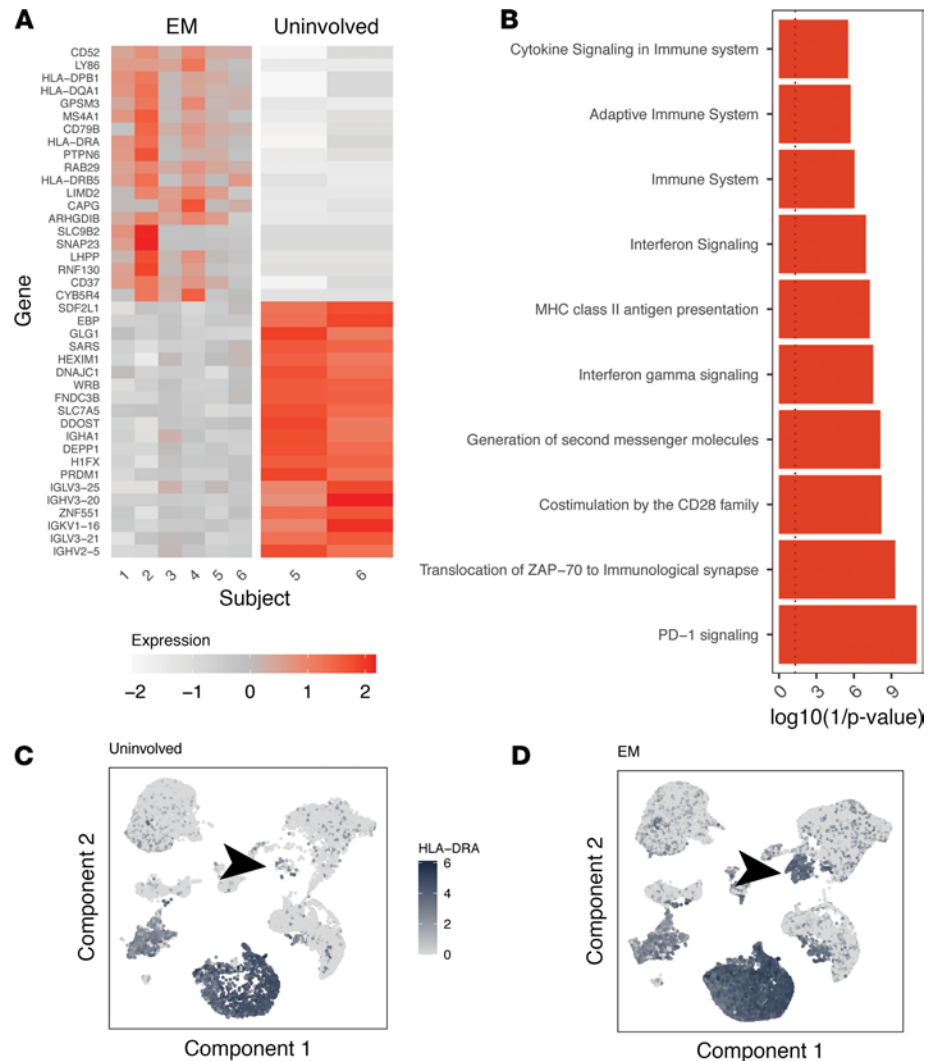 A
EM
Uninvolved
CD52
LY86
HLA−DPB1
HLA−DQA1
GPSM3
MS4A1
CD79B
HLA−DRA
PTPN6
RAB29
HLA−DRB5
LIMD2
CAPG
ARHGDIB
SLC9B2
SNAP23
LHPP
RNF130
CD37
CYB5R4
SDF2L1
EBP
GLG1
SARS
HEXIM1
DNAJC1
WRB
FNDC3B
SLC7A5
DDOST
IGHA1
DEPP1
H1FX
PRDM1
IGLV3−25
IGHV3−20
ZNF551
IGKV1−16
IGLV3−21
IGHV2−5
Gene
1 2 3 4 5 6 5 6
Subject
Expression
−2 −1 0 1 2
B
Cytokine Signaling in Immune system
Adaptive Immune System
Immune System
Interferon Signaling
MHC class II antigen presentation
Interferon gamma signaling
Generation of second messenger molecules
Costimulation by the CD28 family
Translocation of ZAP−70 to Immunological synapse
PD−1 signaling
0 3 6 9
log10(1/p-value)
C
Uninvolved
Component 2
Component 1
HLA−DRA
6
4
2
0
D
EM
Component 2
Component 1